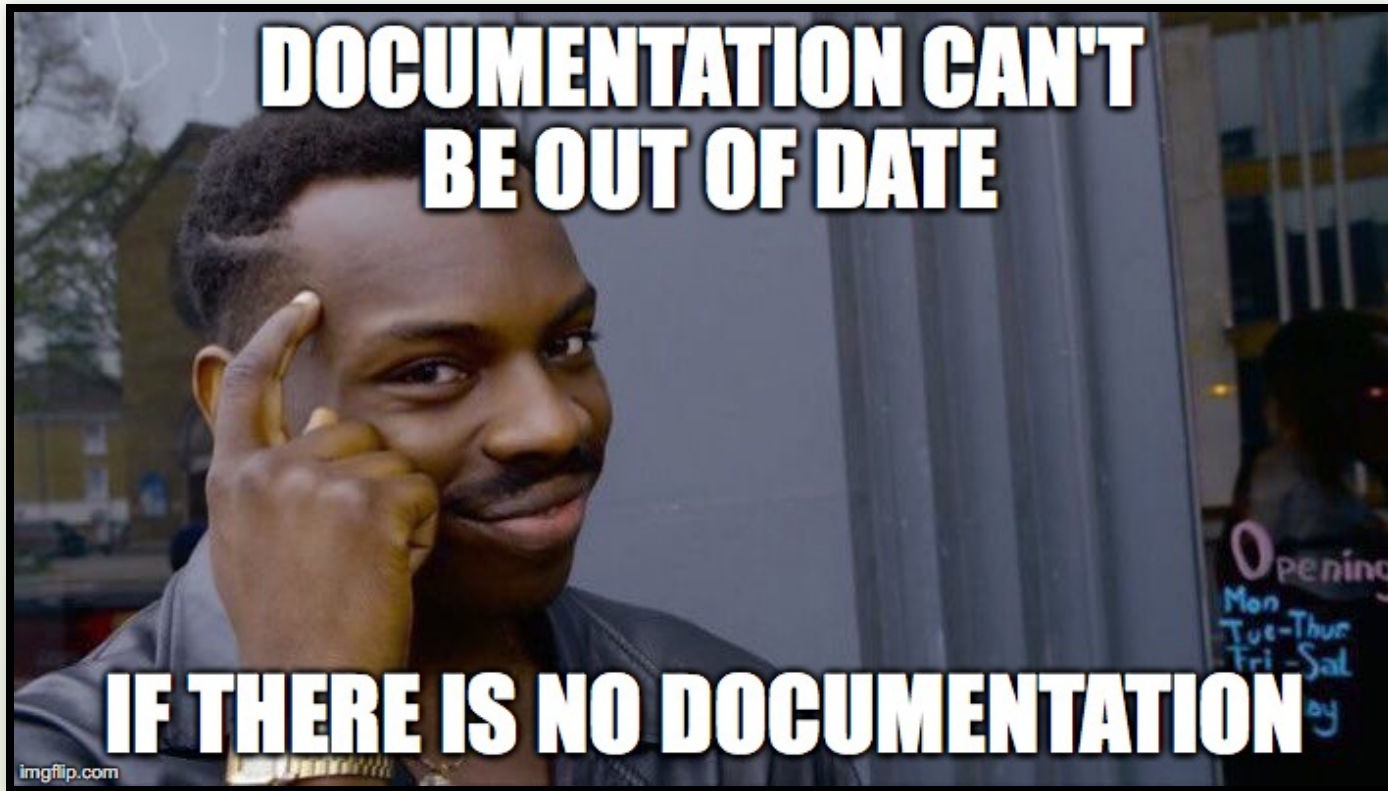 DOCUMENTATION CAN'T
BE OUT OF DATE
Opening
Mon
Tue-Thur
Fri-Sat
IF THERE IS NO DOCUMENTATION
imgflip.com